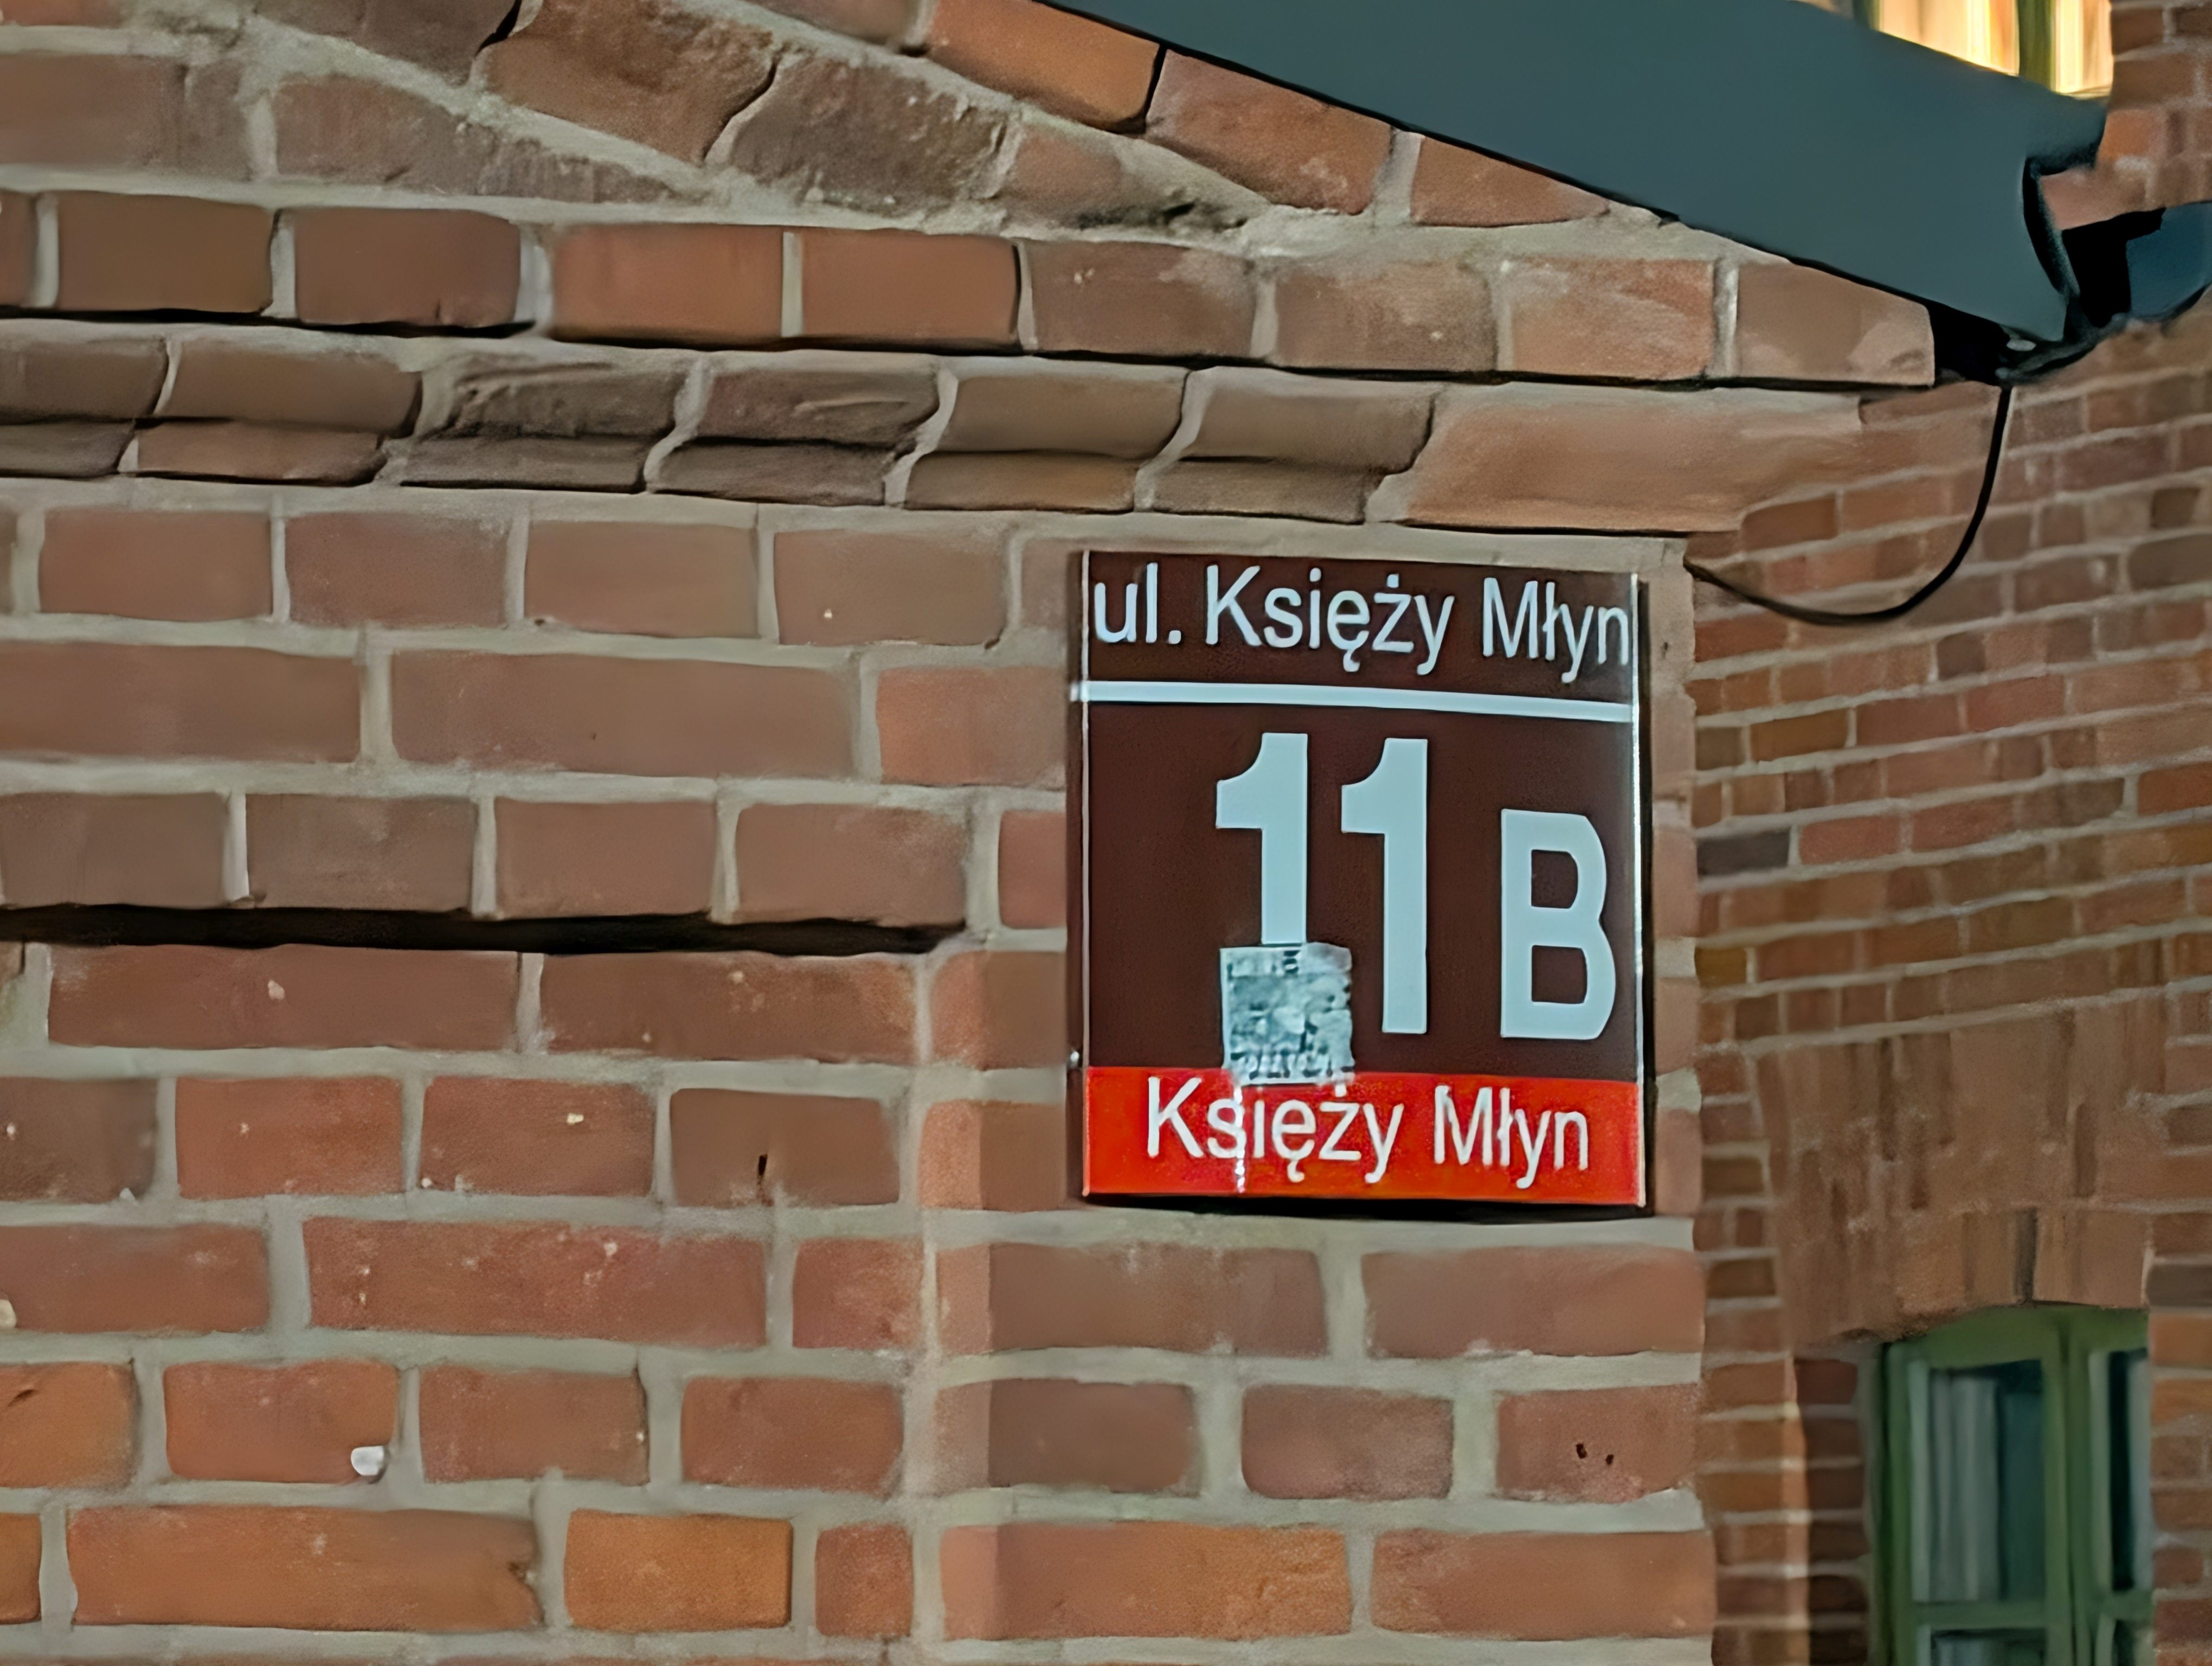 ul. Księży Młyn
11 B
Księży Młyn